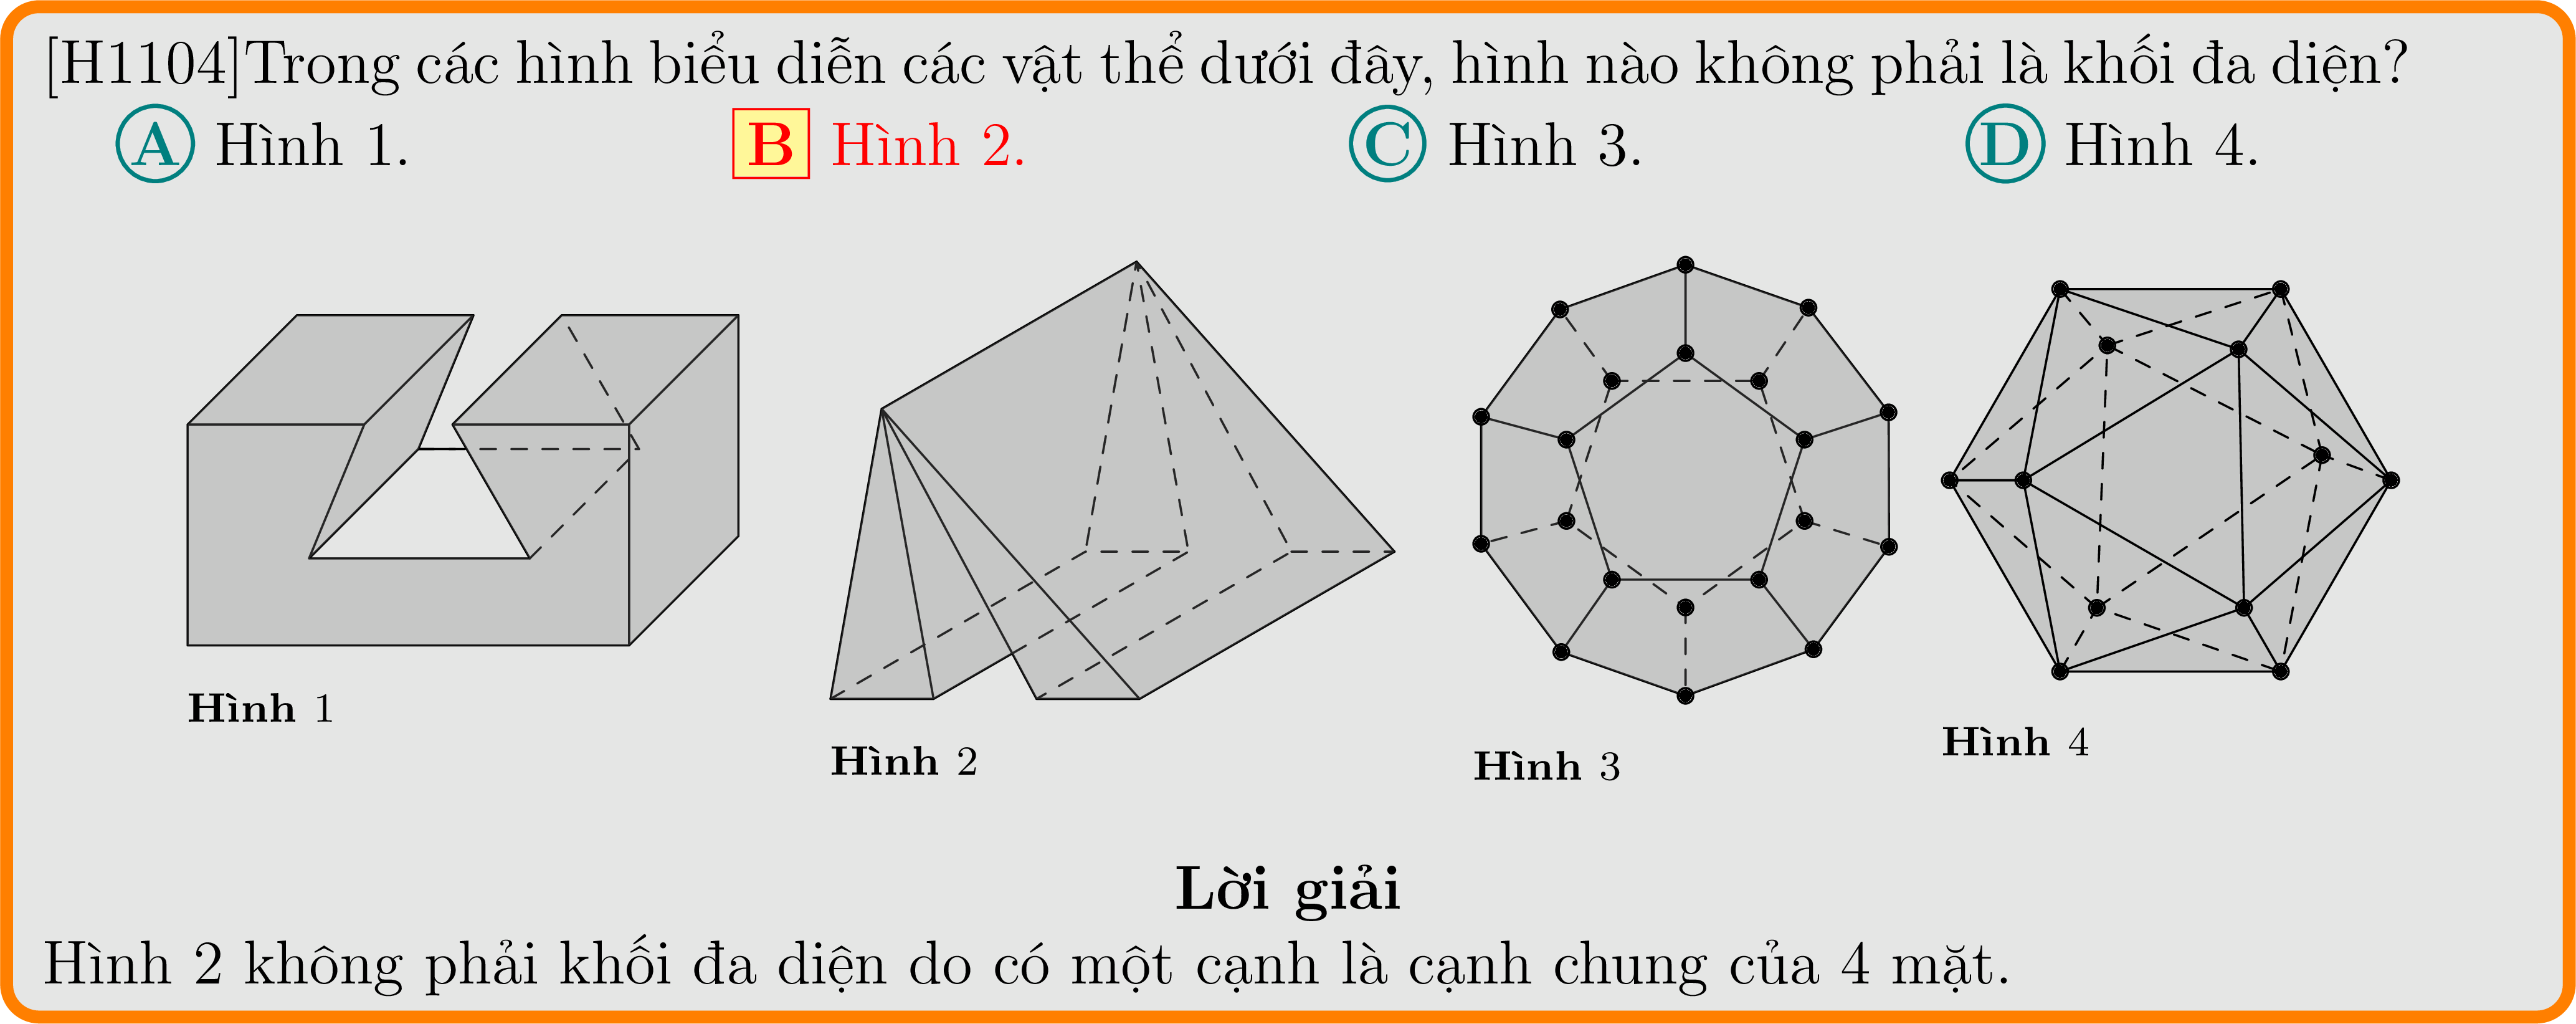 [H1104]Trong các hình biểu diễn các vật thể dưới đây, hình nào không phải là khối đa diện?
A Hình 1. B Hình 2. C Hình 3. D Hình 4.
Hình 1
Hình 2
Hình 3
Hình 4
Lời giải
Hình 2 không phải khối đa diện do có một cạnh là cạnh chung của 4 mặt.